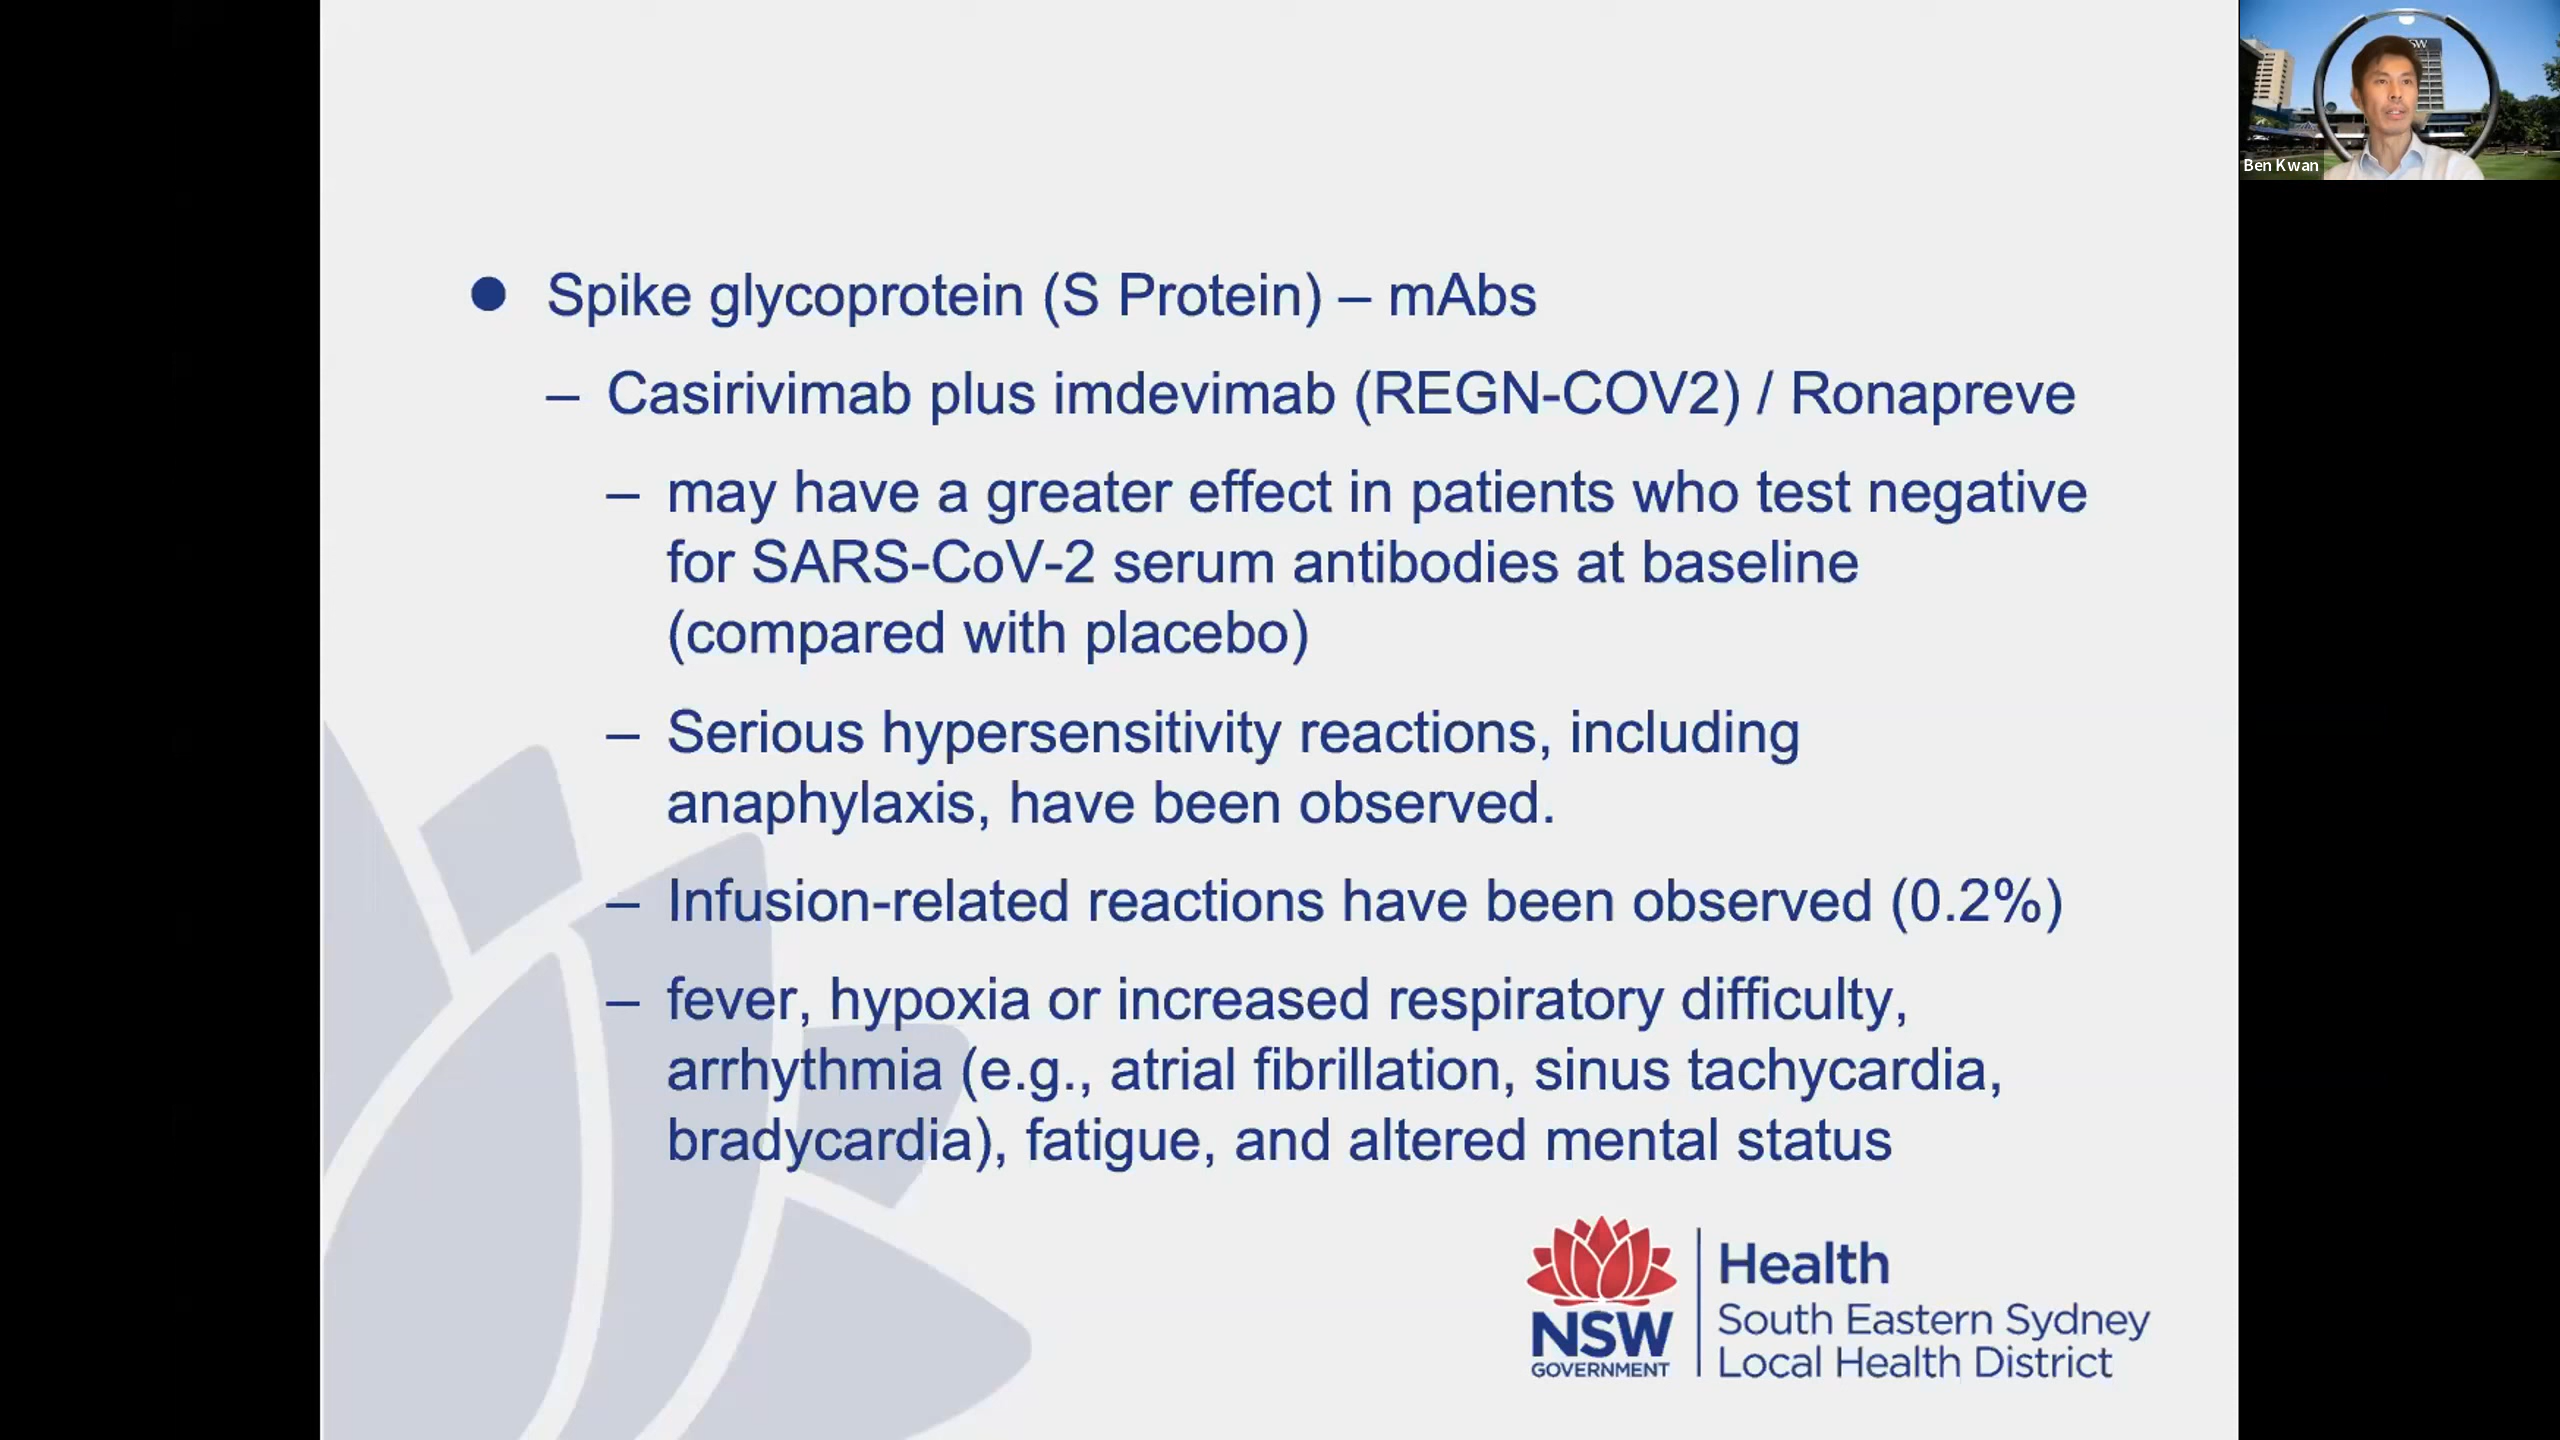 ● Spike glycoprotein (S Protein) – mAbs
– Casirivimab plus imdevimab (REGN-COV2) / Ronapreve
– may have a greater effect in patients who test negative
for SARS-CoV-2 serum antibodies at baseline
(compared with placebo)
– Serious hypersensitivity reactions, including
anaphylaxis, have been observed.
– Infusion-related reactions have been observed (0.2%)
– fever, hypoxia or increased respiratory difficulty,
arrhythmia (e.g., atrial fibrillation, sinus tachycardia,
bradycardia), fatigue, and altered mental status
NSW
GOVERNMENT
Health
South Eastern Sydney
Local Health District
Ben Kwan